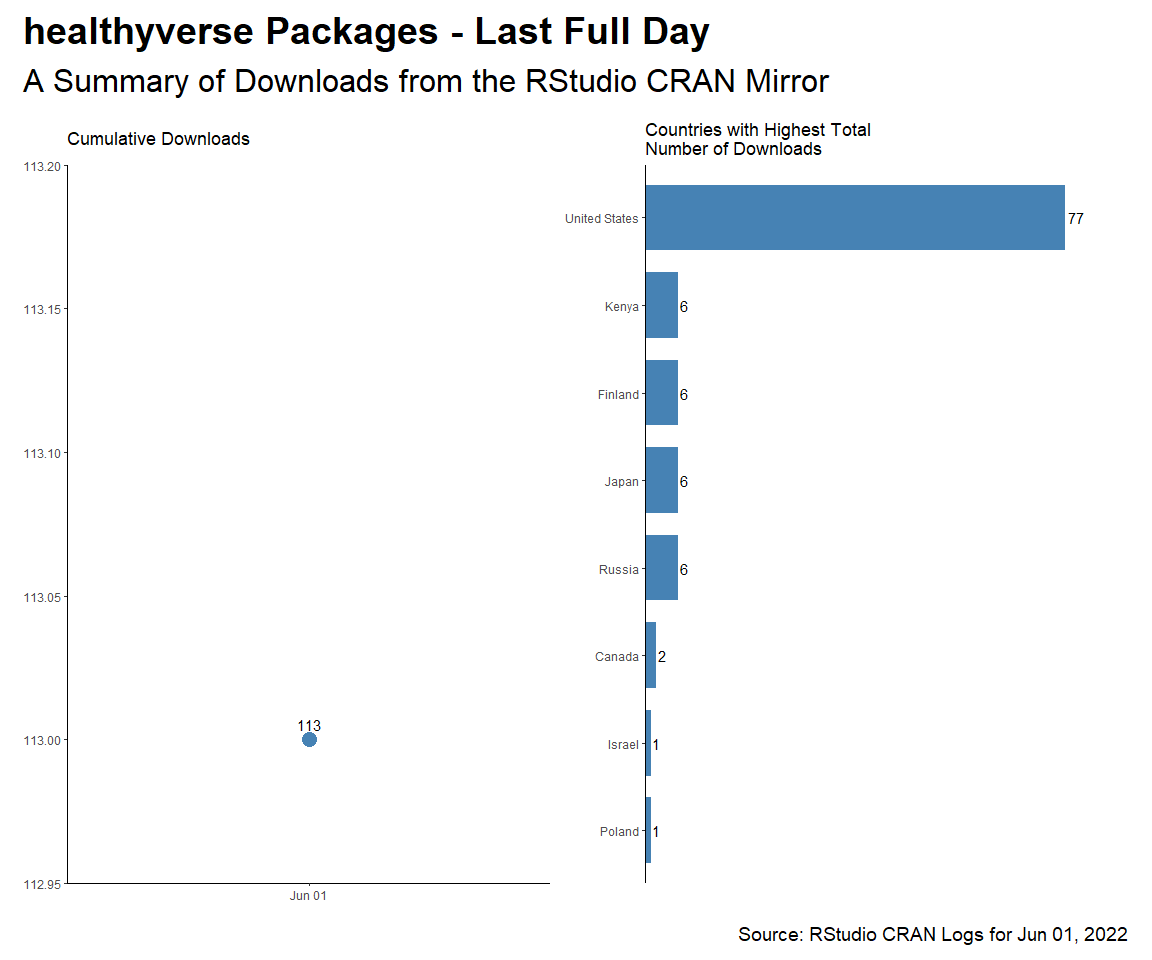 healthyverse Packages - Last Full Day
A Summary of Downloads from the RStudio CRAN Mirror
Cumulative Downloads
113.20
113.15
113.10
113.05
113.00
112.95
113
Jun 01
Countries with Highest Total
Number of Downloads
United States 77
Kenya 6
Finland 6
Japan 6
Russia 6
Canada 2
Israel 1
Poland 1
Source: RStudio CRAN Logs for Jun 01, 2022